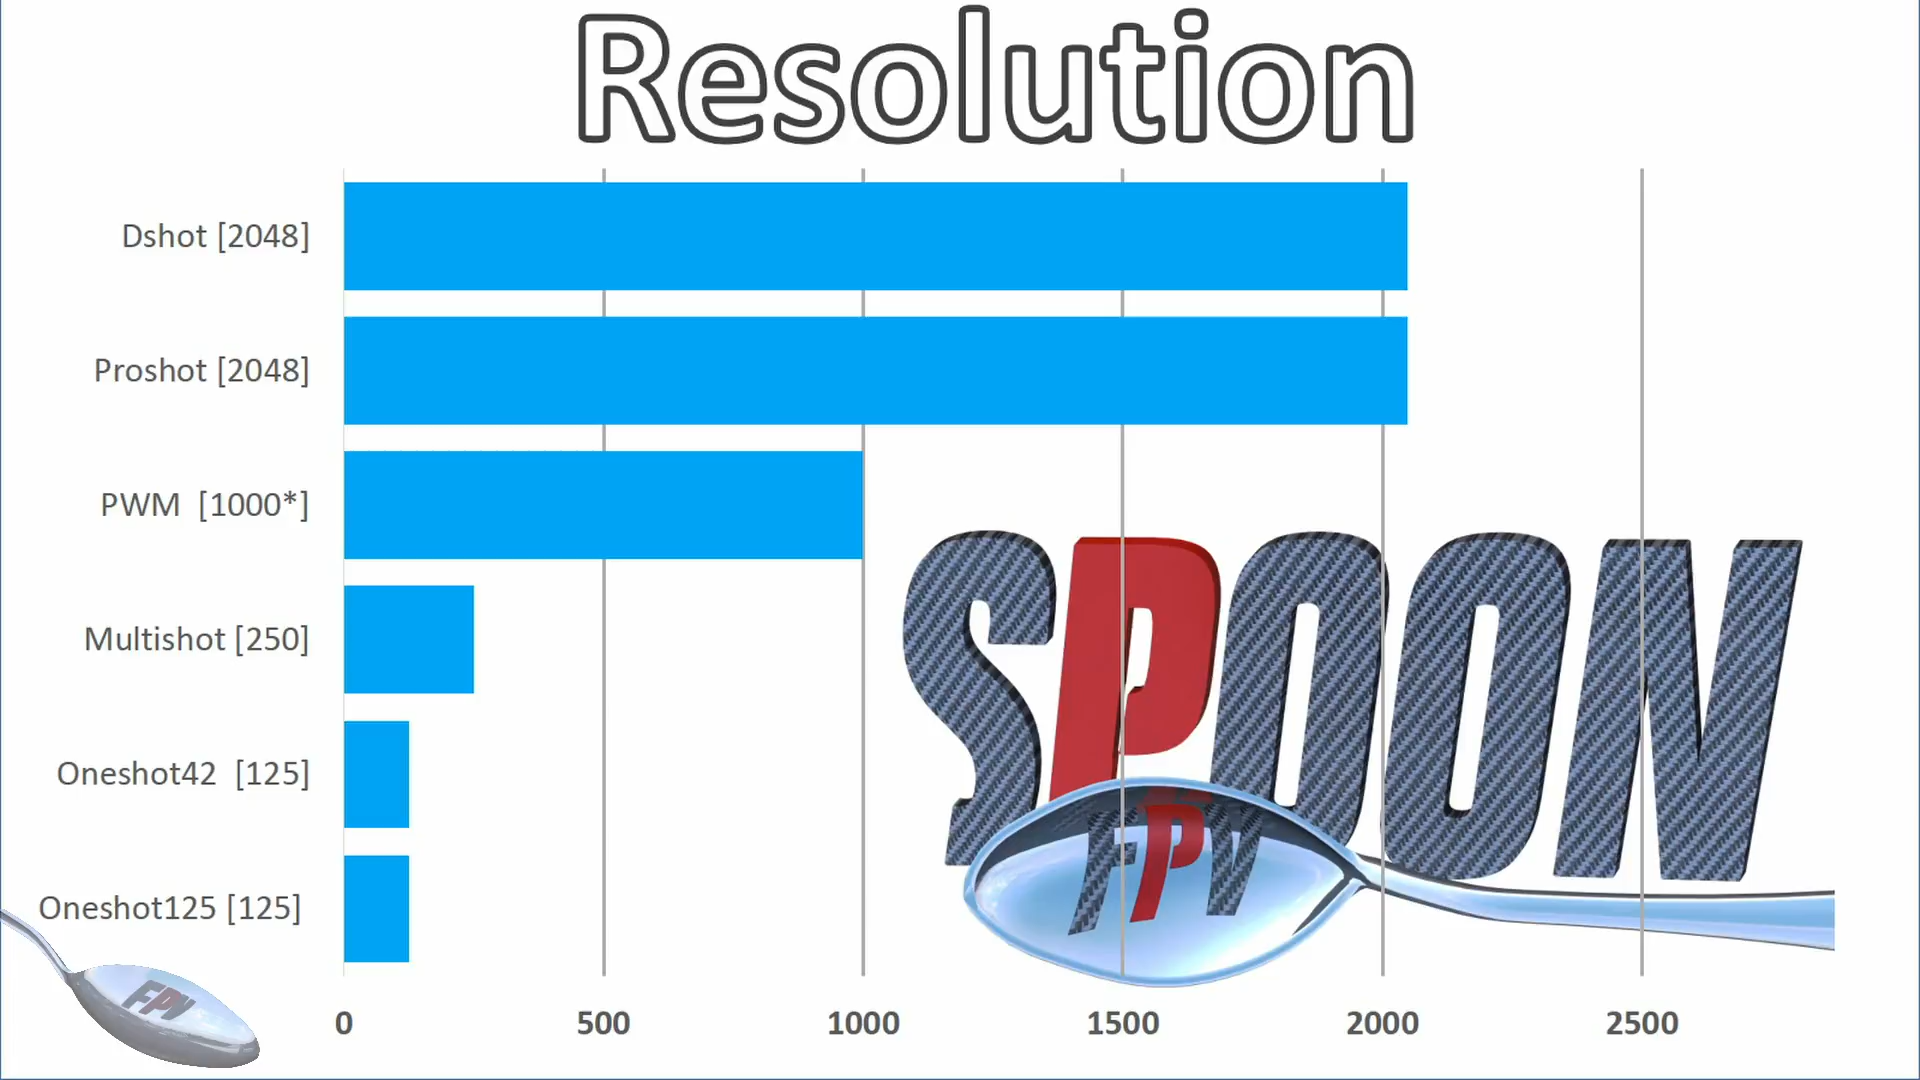 Resolution
Dshot [2048]
Proshot [2048]
PWM  [1000*]
Multishot [250]
Oneshot42  [125]
Oneshot125 [125]
SPOON
FPV
FPV
0 500 1000 1500 2000 2500